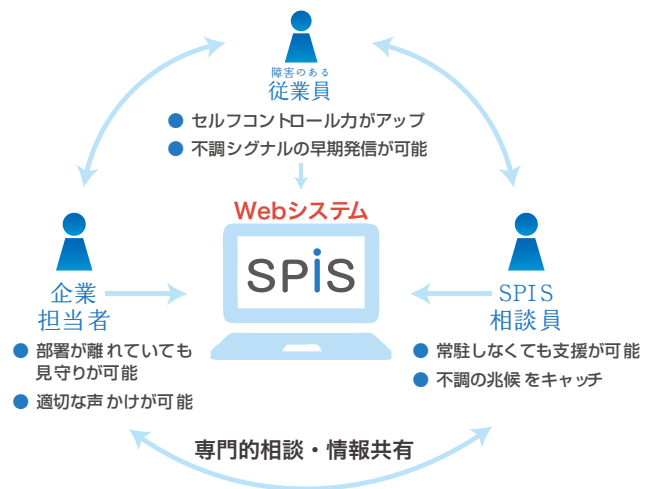 障害のある
従業員
● セルフコントロール力がアップ
● 不調シグナルの早期発信が可能
Webシステム
SPiS
企業
担当者
● 部署が離れていても
見守りが可能
● 適切な声かけが可能
SPIS
相談員
● 常駐しなくても支援が可能
● 不調の兆候をキャッチ
専門的相談・情報共有